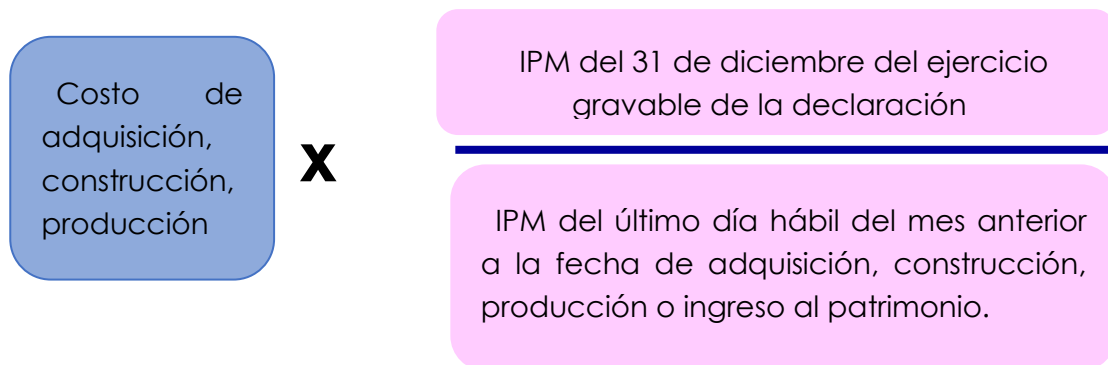 Costo de
adquisición,
construcción,
producción
X
IPM del 31 de diciembre del ejercicio
gravable de la declaración
IPM del último día hábil del mes anterior
a la fecha de adquisición, construcción,
producción o ingreso al patrimonio.